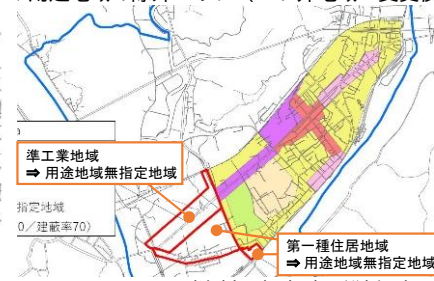 準工業地域
⇒ 用途地域無指定地域
指定地域
0／建蔽率70）
第一種住居地域
⇒ 用途地域無指定地域